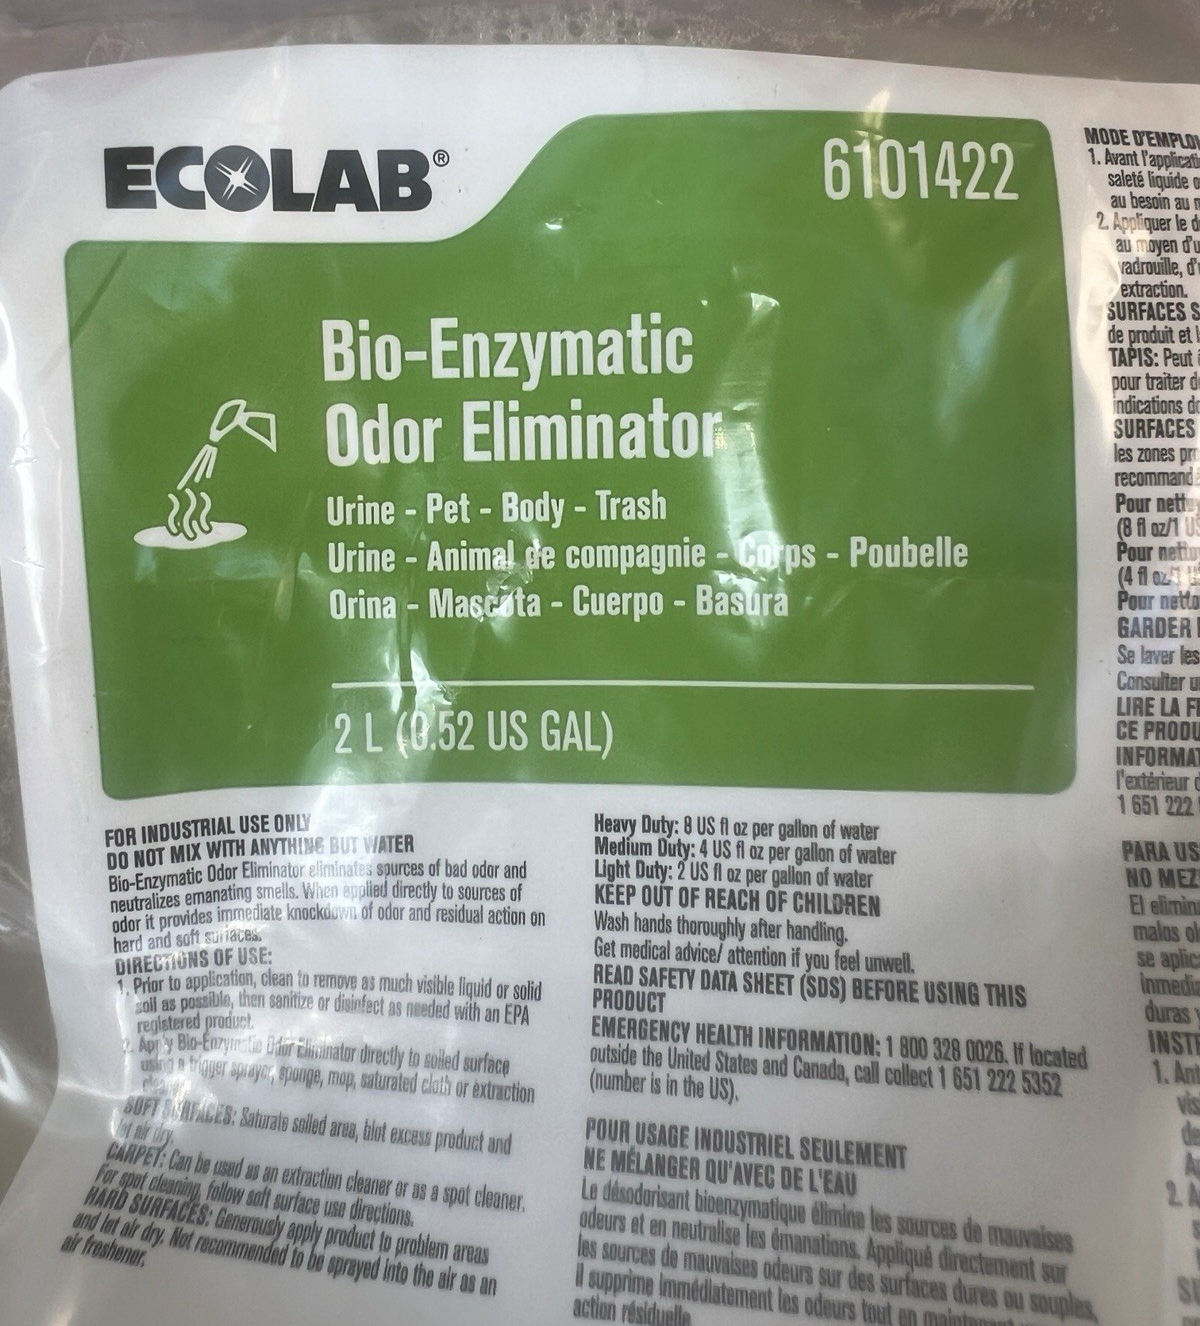 ECOLAB®
6101422
Bio-Enzymatic
Odor Eliminator
Urine - Pet - Body - Trash
Urine - Animal de compagnie - Corps - Poubelle
Orina - Mascota - Cuerpo - Basura
2 L (0.52 US GAL)
FOR INDUSTRIAL USE ONLY
DO NOT MIX WITH ANYTHING BUT WATER
Bio-Enzymatic Odor Eliminator eliminates sources of bad odor and
neutralizes emanating smells. When applied directly to sources of
odor it provides immediate knockdown of odor and residual action on
hard and soft surfaces.
DIRECTIONS OF USE:
1. Prior to application, clean to remove as much visible liquid or solid
soil as possible, then sanitize or disinfect as needed with an EPA
registered product.
2. Apply Bio-Enzymatic Odor Eliminator directly to soiled surface
using a trigger sprayer, sponge, mop, saturated cloth or extraction
cleaner.
SOFT SURFACES: Saturate soiled area, blot excess product and
let air dry.
CARPET: Can be used as an extraction cleaner or as a spot cleaner.
For spot cleaning, follow soft surface use directions.
HARD SURFACES: Generously apply product to problem areas
and let air dry. Not recommended to be sprayed into the air as an
air freshener.
Heavy Duty: 8 US fl oz per gallon of water
Medium Duty: 4 US fl oz per gallon of water
Light Duty: 2 US fl oz per gallon of water
KEEP OUT OF REACH OF CHILDREN
Wash hands thoroughly after handling.
Get medical advice/ attention if you feel unwell.
READ SAFETY DATA SHEET (SDS) BEFORE USING THIS
PRODUCT
EMERGENCY HEALTH INFORMATION: 1 800 328 0026. If located
outside the United States and Canada, call collect 1 651 222 5352
(number is in the US).
POUR USAGE INDUSTRIEL SEULEMENT
NE MÉLANGER QU'AVEC DE L'EAU
Le désodorisant bioenzymatique élimine les sources de mauvaises
odeurs et en neutralise les émanations. Appliqué directement sur
les sources de mauvaises odeurs sur des surfaces dures ou souples,
il supprime immédiatement les odeurs tout en
action résiduelle
MODE D'EMPLOI
1. Avant l'applicati
saleté liquide
au besoin au
2. Appliquer le
au moyen d'u
vadrouille, d'
extraction.
SURFACES S
de produit et
TAPIS: Peut
pour traiter
indications
SURFACES
les zones
recommand
Pour nett
(8 fl oz/1
Pour netto
(4 fl oz/1
Pour netto
GARDER
Se laver les
Consulter
LIRE LA
CE PRODU
INFORMAT
l'extérieur
1 651 222
PARA US
NO MEZ
El elimin
malos
se aplic
inmedi
duras
INST
1. Ant
2.